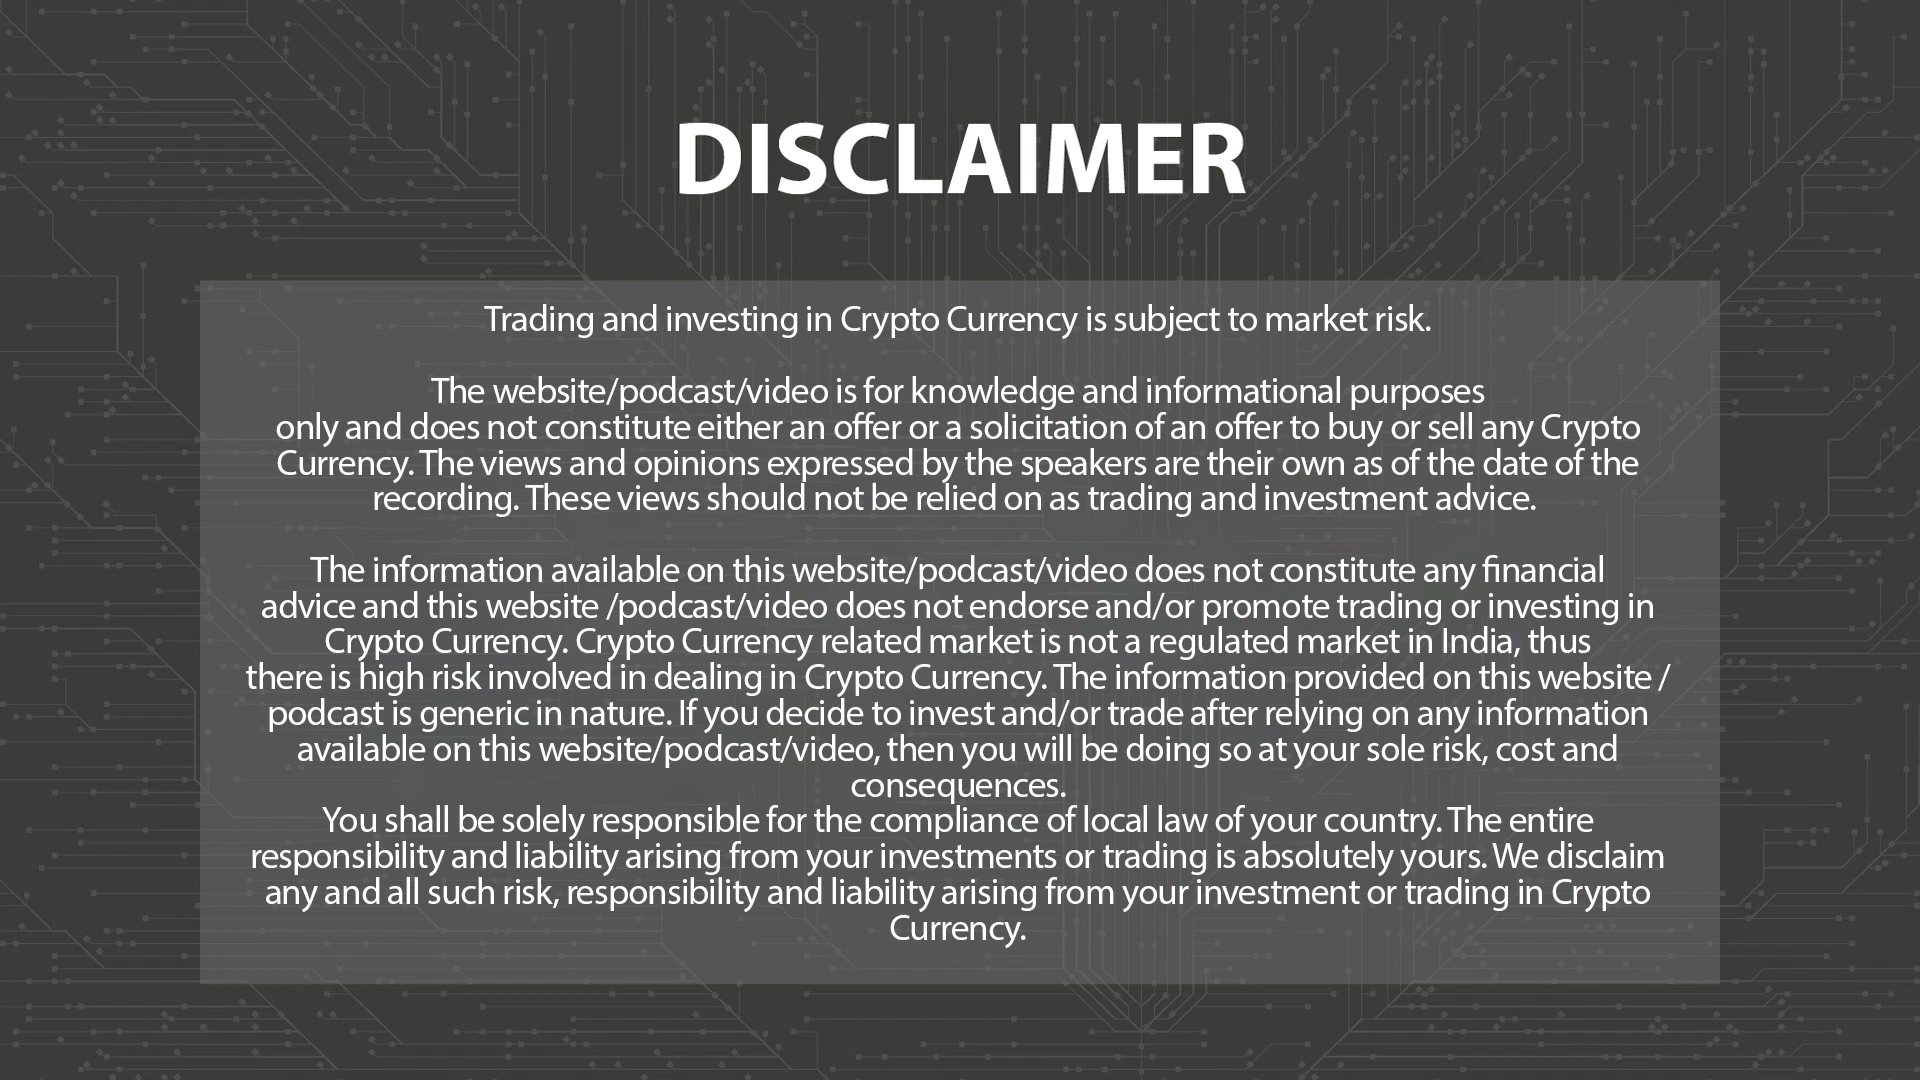 DISCLAIMER
Trading and investing in Crypto Currency is subject to market risk.
The website/podcast/video is for knowledge and informational purposes
only and does not constitute either an offer or a solicitation of an offer to buy or sell any Crypto
Currency. The views and opinions expressed by the speakers are their own as of the date of the
recording. These views should not be relied on as trading and investment advice.
The information available on this website/podcast/video does not constitute any financial
advice and this website /podcast/video does not endorse and/or promote trading or investing in
Crypto Currency. Crypto Currency related market is not a regulated market in India, thus
there is high risk involved in dealing in Crypto Currency. The information provided on this website /
podcast is generic in nature. If you decide to invest and/or trade after relying on any information
available on this website/podcast/video, then you will be doing so at your sole risk, cost and
consequences.
You shall be solely responsible for the compliance of local law of your country. The entire
responsibility and liability arising from your investments or trading is absolutely yours. We disclaim
any and all such risk, responsibility and liability arising from your investment or trading in Crypto
Currency.